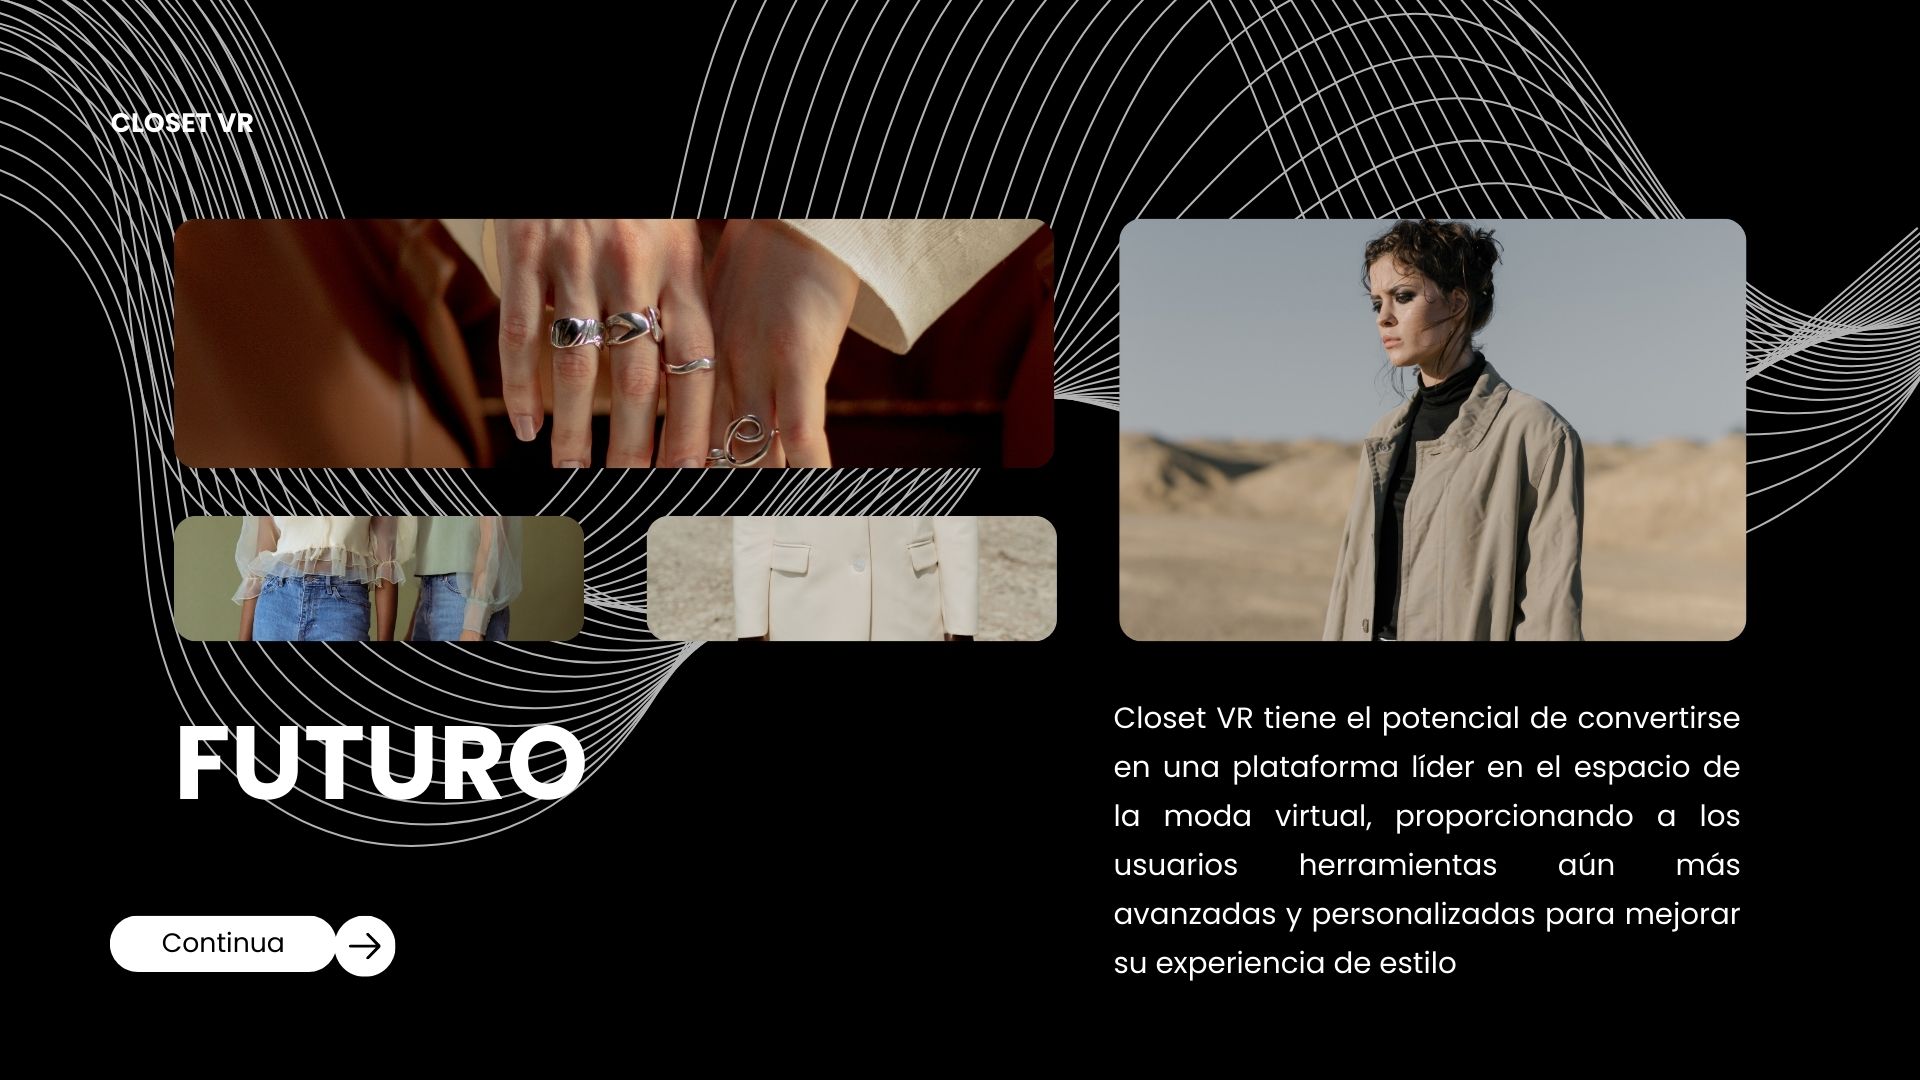 CLOSET VR
FUTURO
Continua
Closet VR tiene el potencial de convertirse
en una plataforma líder en el espacio de
la moda virtual, proporcionando a los
usuarios herramientas aún más
avanzadas y personalizadas para mejorar
su experiencia de estilo